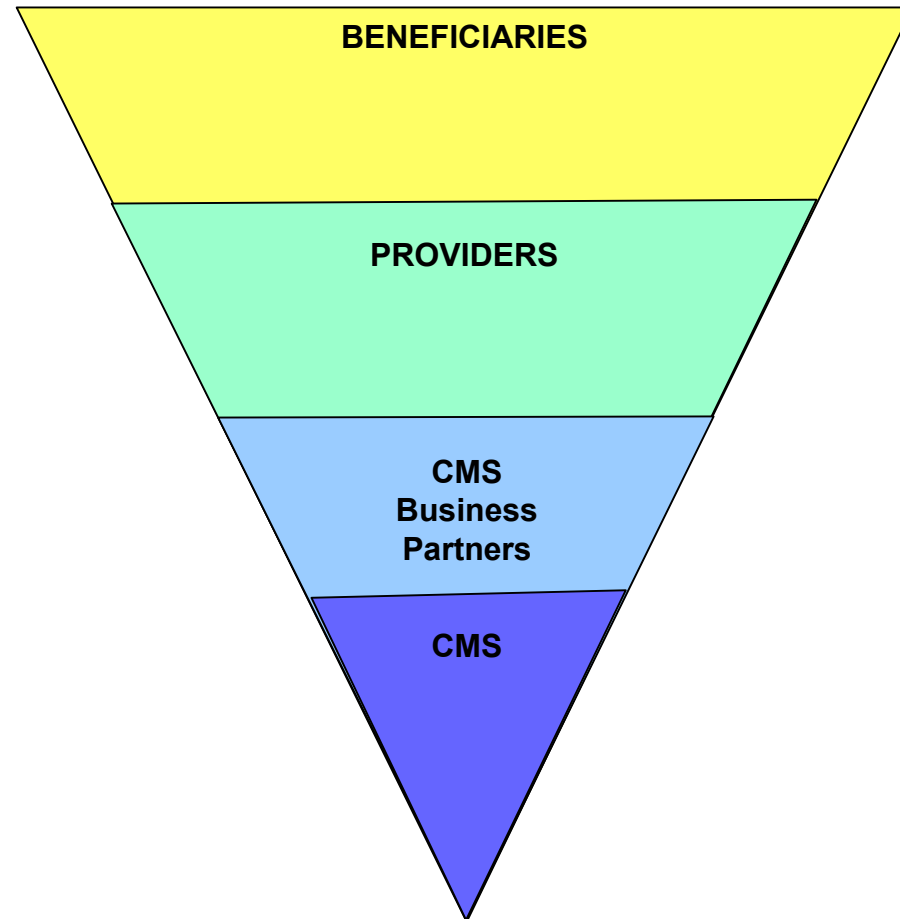 BENEFICIARIES
PROVIDERS
CMS
Business
Partners
CMS